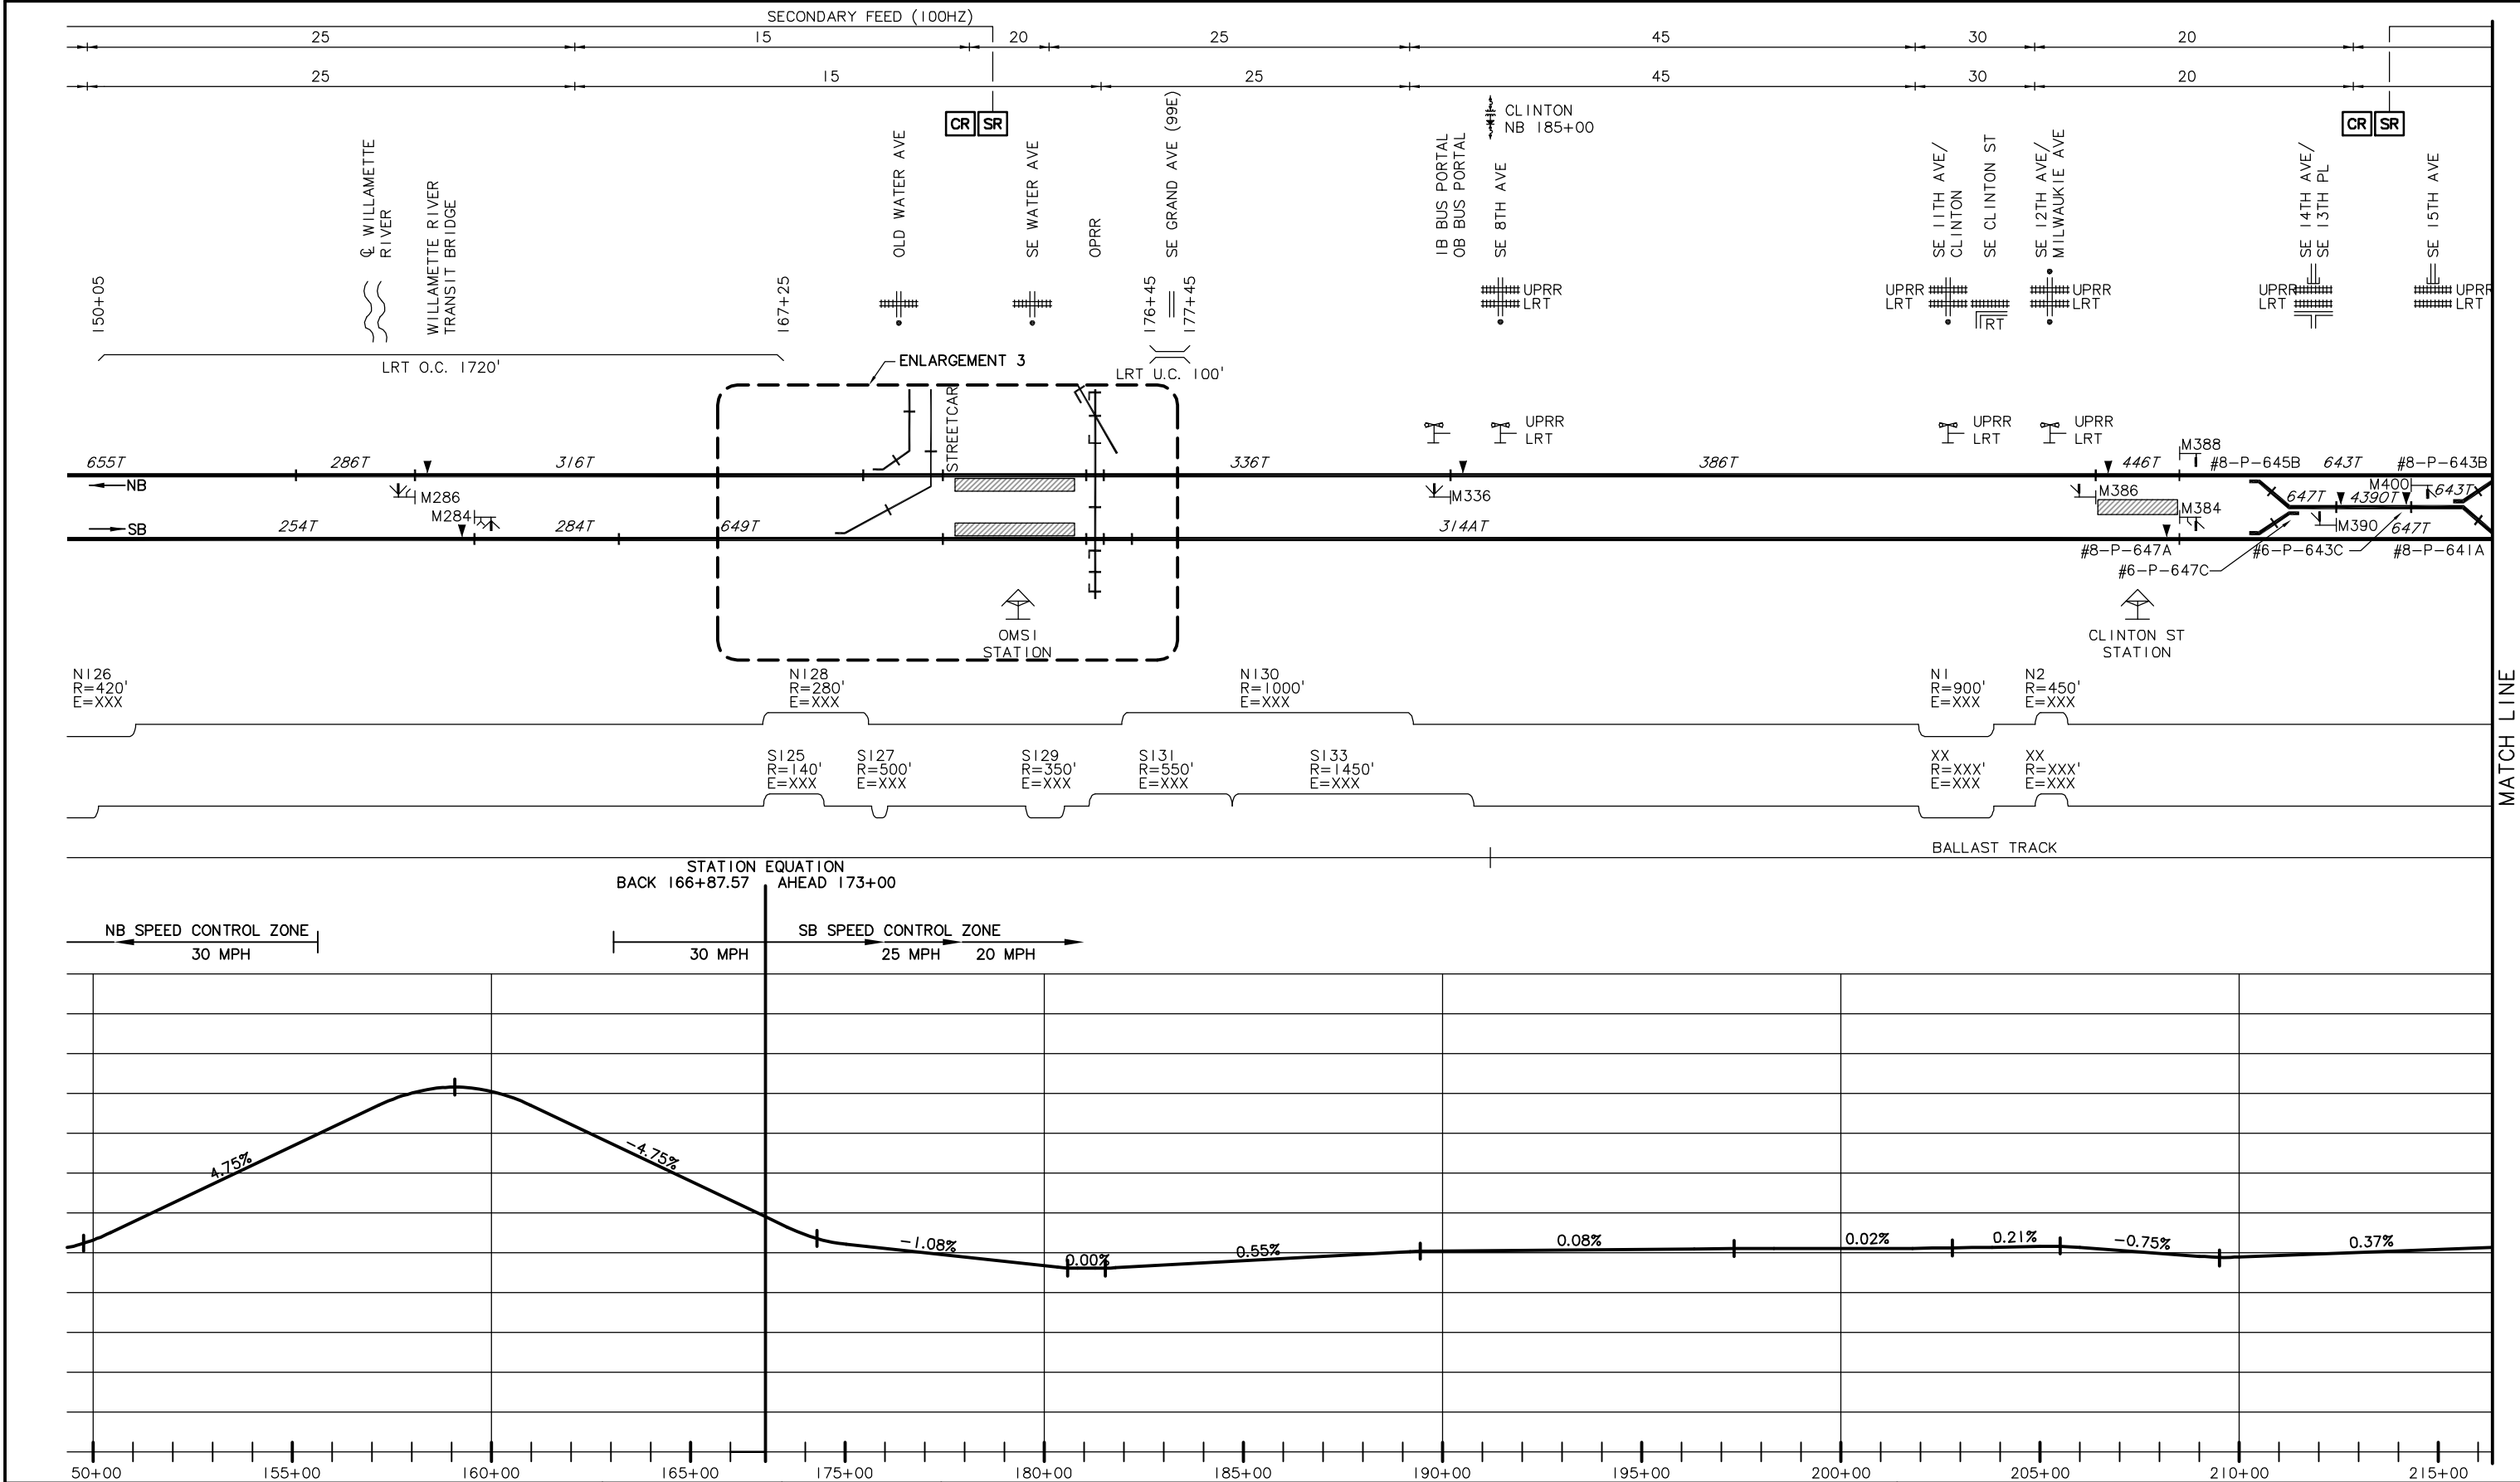 SECONDARY FEED (100HZ)
25 15 20 25 45 30 20
25 15 25 45 30 20
CR SR
CLINTON
NB 185+00
CR SR
150+05
℄ WILLAMETTE
RIVER
WILLAMETTE RIVER
TRANSIT BRIDGE
167+25
OLD WATER AVE
SE WATER AVE
OPRR
176+45
SE GRAND AVE (99E)
177+45
IB BUS PORTAL
OB BUS PORTAL
SE 8TH AVE
UPRR
LRT
SE 11TH AVE/
CLINTON
UPRR
LRT
SE CLINTON ST
RT
SE 12TH AVE/
MILWAUKIE AVE
UPRR
LRT
SE 14TH AVE/
SE 13TH PL
UPRR
LRT
SE 15TH AVE
UPRR
LRT
LRT O.C. 1720'
ENLARGEMENT 3
LRT U.C. 100'
STREETCAR
UPRR
LRT
UPRR
LRT
UPRR
LRT
655T 286T 316T 336T 386T 446T M388 #8-P-645B 643T #8-P-643B
NB
M286
M284
M336
M386
M384
647T 4390T M400 643T
M390 647T
SB
254T 284T 649T 314AT
#8-P-647A #6-P-643C #8-P-641A
#6-P-647C
OMSI
STATION
CLINTON ST
STATION
N126
R=420'
E=XXX
N128
R=280'
E=XXX
N130
R=1000'
E=XXX
N1
R=900'
E=XXX
N2
R=450'
E=XXX
S125
R=140'
E=XXX
S127
R=500'
E=XXX
S129
R=350'
E=XXX
S131
R=550'
E=XXX
S133
R=1450'
E=XXX
XX
R=XXX'
E=XXX
XX
R=XXX'
E=XXX
MATCH LINE
BALLAST TRACK
STATION EQUATION
BACK 166+87.57 AHEAD 173+00
NB SPEED CONTROL ZONE
30 MPH
SB SPEED CONTROL ZONE
30 MPH 25 MPH 20 MPH
4.75% -4.75% -1.08% 0.00% 0.55% 0.08% 0.02% 0.21% -0.75% 0.37%
50+00 155+00 160+00 165+00 175+00 180+00 185+00 190+00 195+00 200+00 205+00 210+00 215+00